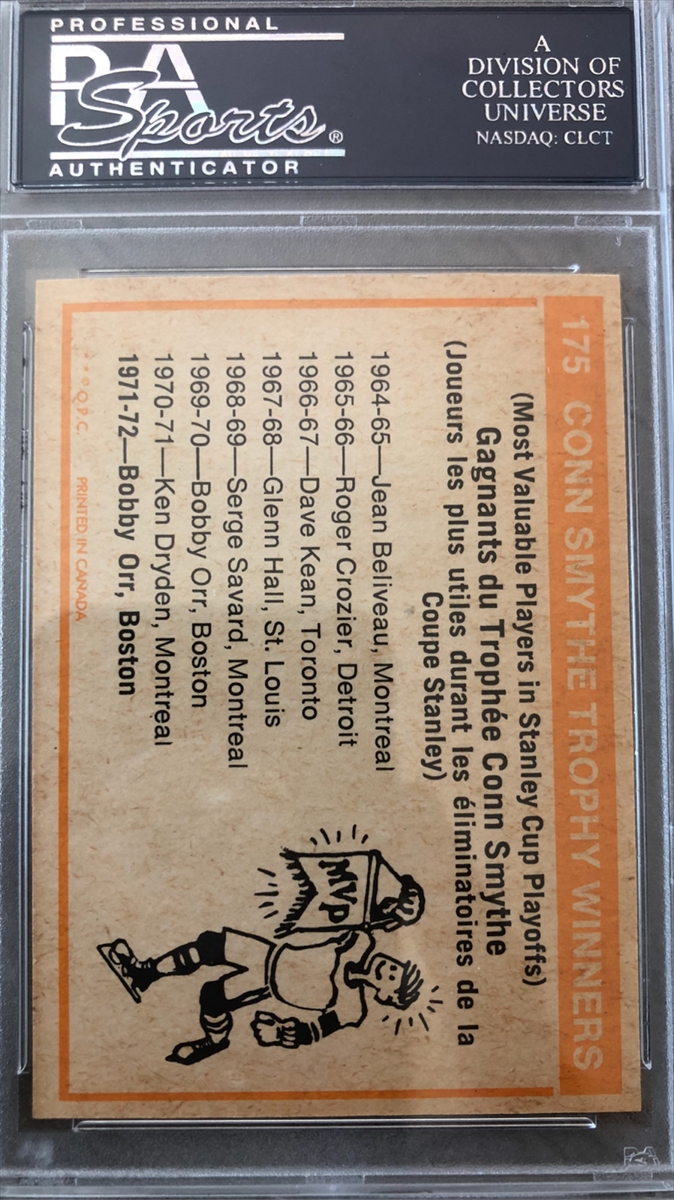 PROFESSIONAL
PSA
Sports®
AUTHENTICATOR
A
DIVISION OF
COLLECTORS
UNIVERSE
NASDAQ: CLCT
175 CONN SMYTHE TROPHY WINNERS
(Most Valuable Players in Stanley Cup Playoffs)
Gagnants du Trophée Conn Smythe
(Joueurs les plus utiles durant les éliminatoires de la
Coupe Stanley)
1964-65—Jean Beliveau, Montreal
1965-66—Roger Crozier, Detroit
1966-67—Dave Kean, Toronto
1967-68—Glenn Hall, St. Louis
1968-69—Serge Savard, Montreal
1969-70—Bobby Orr, Boston
1970-71—Ken Dryden, Montreal
1971-72—Bobby Orr, Boston
MVP
***O.P.C. PRINTED IN CANADA
PSA